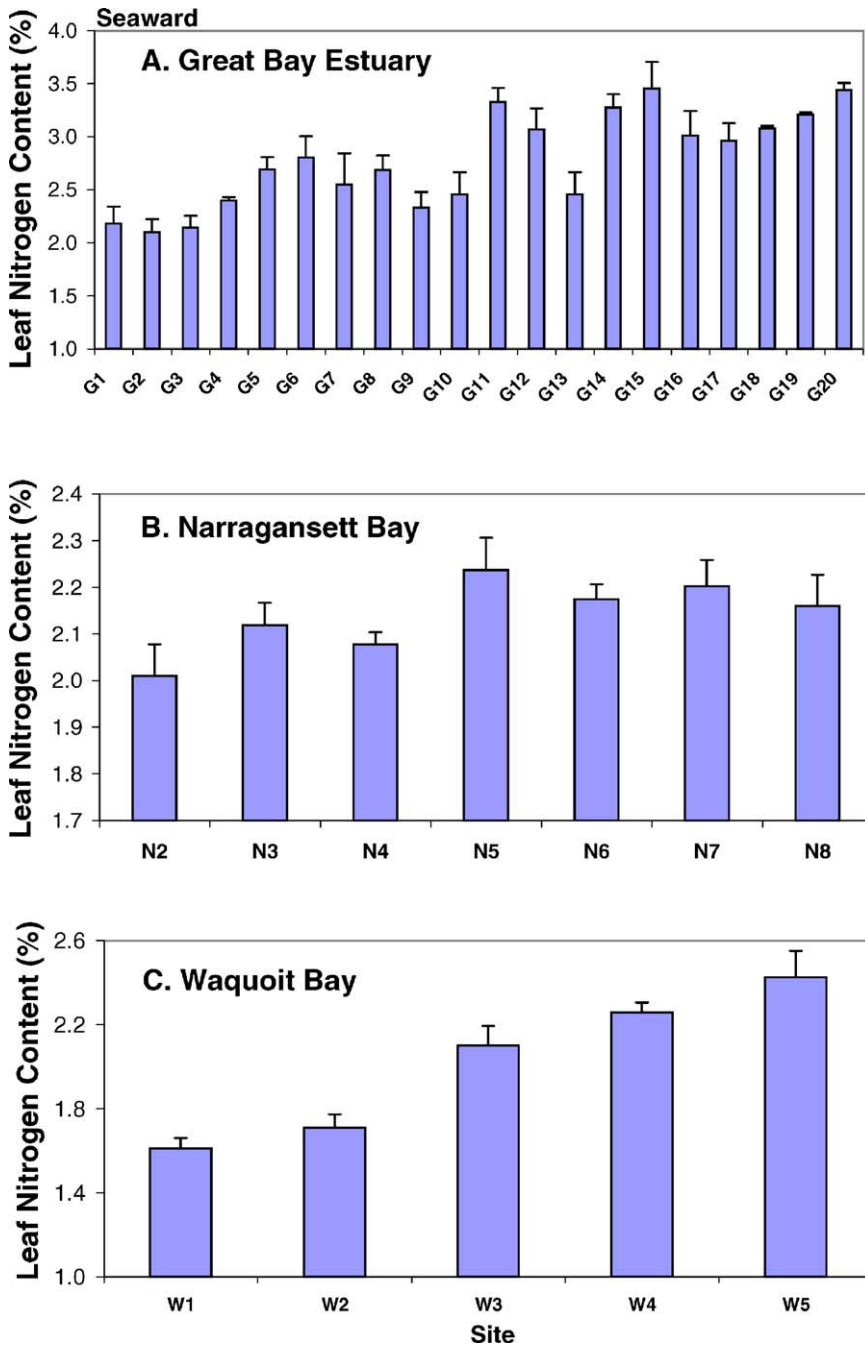 Seaward
A. Great Bay Estuary
Leaf Nitrogen Content (%)
4.0
3.5
3.0
2.5
2.0
1.5
1.0
G1 G2 G3 G4 G5 G6 G7 G8 G9 G10 G11 G12 G13 G14 G15 G16 G17 G18 G19 G20
B. Narragansett Bay
Leaf Nitrogen Content (%)
2.4
2.3
2.2
2.1
2.0
1.9
1.8
1.7
N2 N3 N4 N5 N6 N7 N8
C. Waquoit Bay
Leaf Nitrogen Content (%)
2.6
2.2
1.8
1.4
1.0
W1 W2 W3 W4 W5
Site